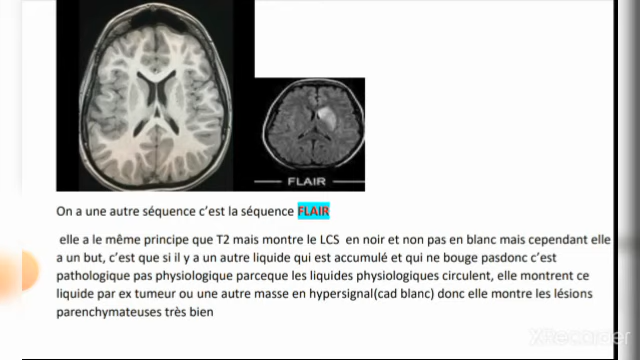 FLAIR
On a une autre séquence c’est la séquence FLAIR
elle a le même principe que T2 mais montre le LCS en noir et non pas en blanc mais cependant elle
a un but, c’est que si il y a un autre liquide qui est accumulé et qui ne bouge pasdonc c’est
pathologique pas physiologique parceque les liquides physiologiques circulent, elle montrent ce
liquide par ex tumeur ou une autre masse en hypersignal(cad blanc) donc elle montre les lésions
parenchymateuses très bien
XRecorder